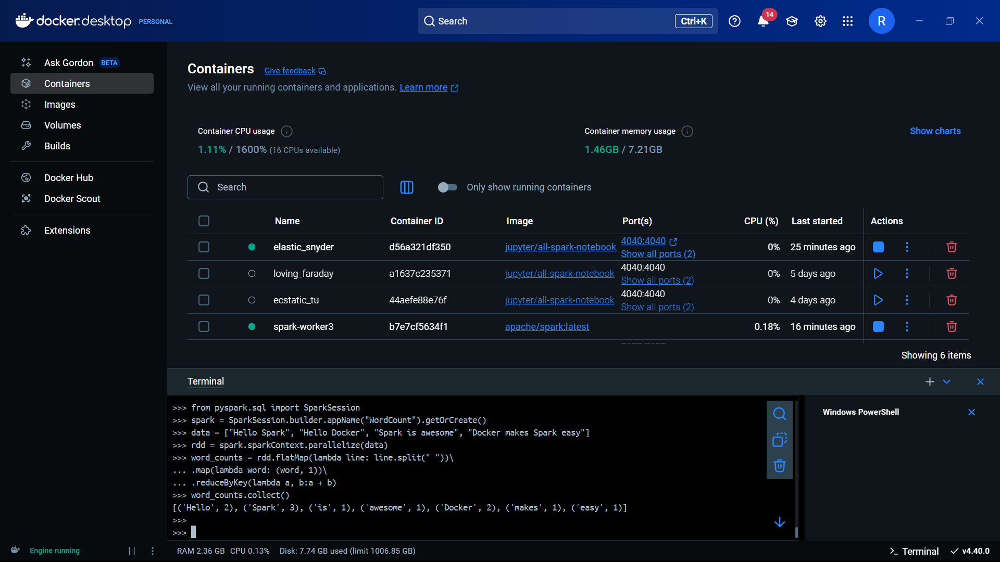 docker.desktop PERSONAL
Search Ctrl+K
14
R
Ask Gordon BETA
Containers
Images
Volumes
Builds
Docker Hub
Docker Scout
Extensions
Containers Give feedback
View all your running containers and applications. Learn more
Container CPU usage
1.11% / 1600% (16 CPUs available)
Container memory usage
1.46GB / 7.21GB
Show charts
Search
Only show running containers
Name Container ID Image Port(s) CPU (%) Last started Actions
elastic_snyder d56a321df350 jupyter/all-spark-notebook 4040:4040 0% 25 minutes ago
Show all ports (2)
loving_faraday a1637c235371 jupyter/all-spark-notebook 4040:4040 0% 5 days ago
Show all ports (2)
ecstatic_tu 44aefe88e76f jupyter/all-spark-notebook 4040:4040 0% 4 days ago
Show all ports (2)
spark-worker3 b7e7cf5634f1 apache/spark:latest 0.18% 16 minutes ago
Showing 6 items
Terminal
>>> from pyspark.sql import SparkSession
>>> spark = SparkSession.builder.appName("WordCount").getOrCreate()
>>> data = ["Hello Spark", "Hello Docker", "Spark is awesome", "Docker makes Spark easy"]
>>> rdd = spark.sparkContext.parallelize(data)
>>> word_counts = rdd.flatMap(lambda line: line.split(" "))\
... .map(lambda word: (word, 1))\
... .reduceByKey(lambda a, b:a + b)
>>> word_counts.collect()
[('Hello', 2), ('Spark', 3), ('is', 1), ('awesome', 1), ('Docker', 2), ('makes', 1), ('easy', 1)]
>>>
>>>
Windows PowerShell
Engine running
RAM 2.36 GB CPU 0.13% Disk: 7.74 GB used (limit 1006.85 GB)
>_ Terminal
v4.40.0